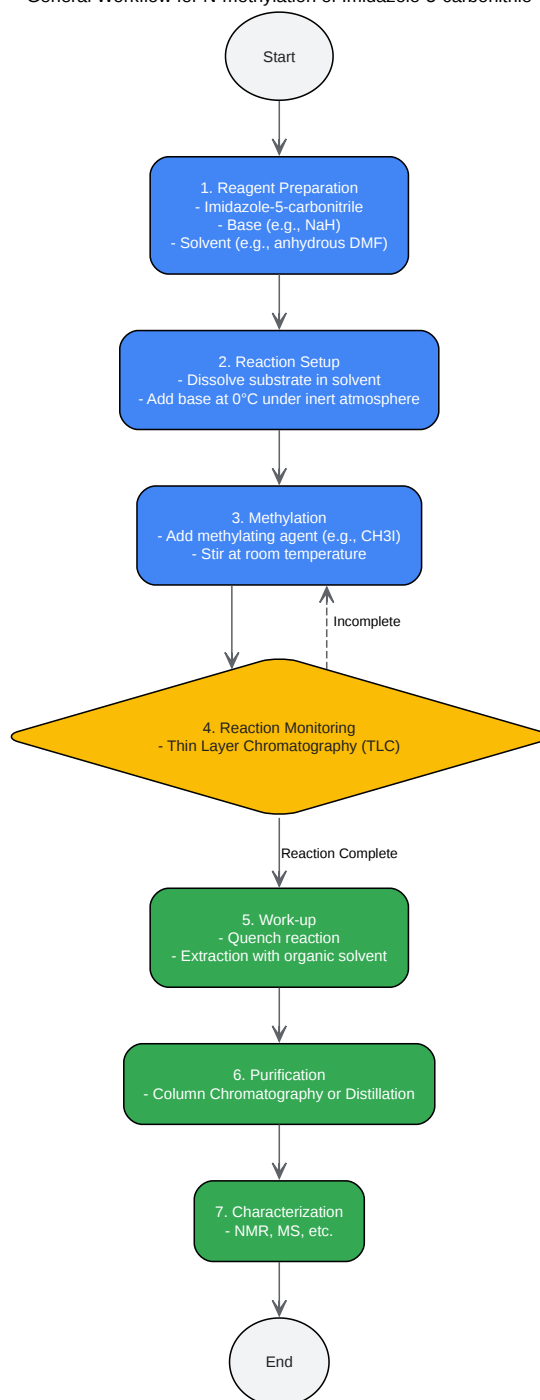 General Workflow for N-methylation of Imidazole-5-carbonitrile
Start
1. Reagent Preparation
- Imidazole-5-carbonitrile
- Base (e.g., NaH)
- Solvent (e.g., anhydrous DMF)
2. Reaction Setup
- Dissolve substrate in solvent
- Add base at 0°C under inert atmosphere
3. Methylation
- Add methylating agent (e.g., CH3I)
- Stir at room temperature
Incomplete
4. Reaction Monitoring
- Thin Layer Chromatography (TLC)
Reaction Complete
5. Work-up
- Quench reaction
- Extraction with organic solvent
6. Purification
- Column Chromatography or Distillation
7. Characterization
- NMR, MS, etc.
End